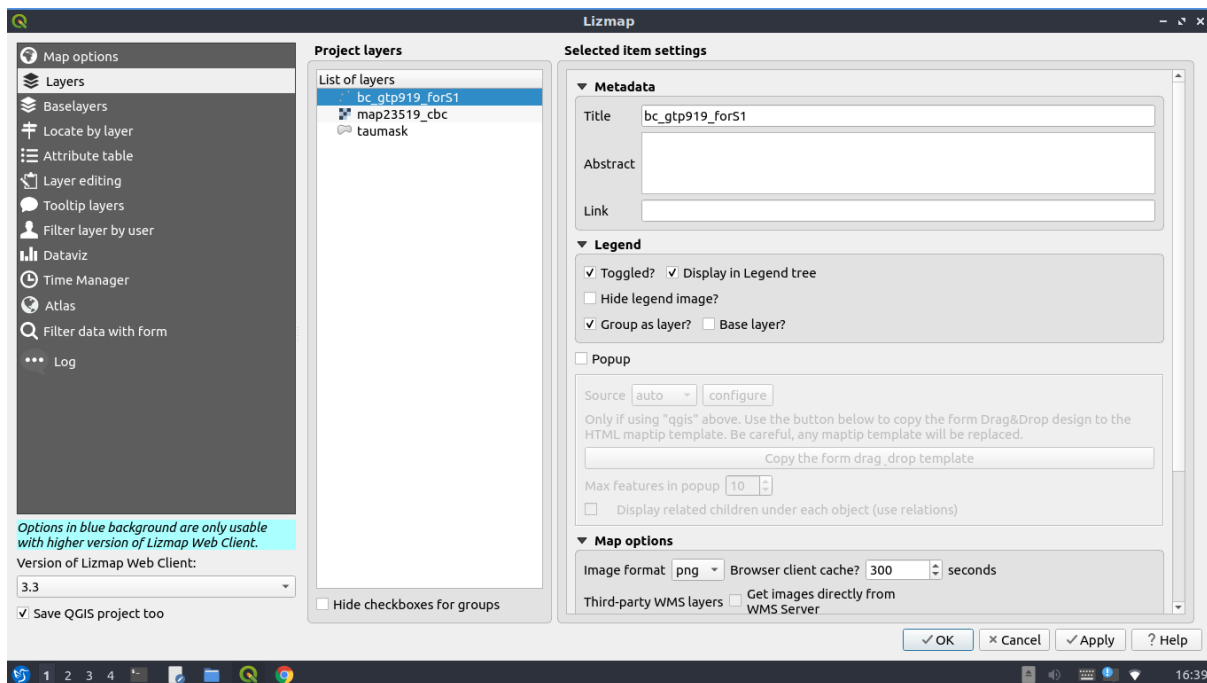 Lizmap
Map options
Layers
Baselayers
Locate by layer
Attribute table
Layer editing
Tooltip layers
Filter layer by user
Dataviz
Time Manager
Atlas
Filter data with form
Log
Options in blue background are only usable
with higher version of Lizmap Web Client.
Version of Lizmap Web Client:
3.3
Save QGIS project too
Project layers
List of layers
bc_gtp919_forS1
map23519_cbc
taumask
Hide checkboxes for groups
Selected item settings
Metadata
Title bc_gtp919_forS1
Abstract
Link
Legend
Toggled? Display in Legend tree
Hide legend image?
Group as layer? Base layer?
Popup
Source auto configure
Only if using "qgis" above. Use the button below to copy the form Drag&Drop design to the
HTML maptip template. Be careful, any maptip template will be replaced.
Copy the form drag_drop template
Max features in popup 10
Display related children under each object (use relations)
Map options
Image format png Browser client cache? 300 seconds
Third-party WMS layers Get images directly from
WMS Server
OK Cancel Apply ? Help
1 2 3 4 16:39